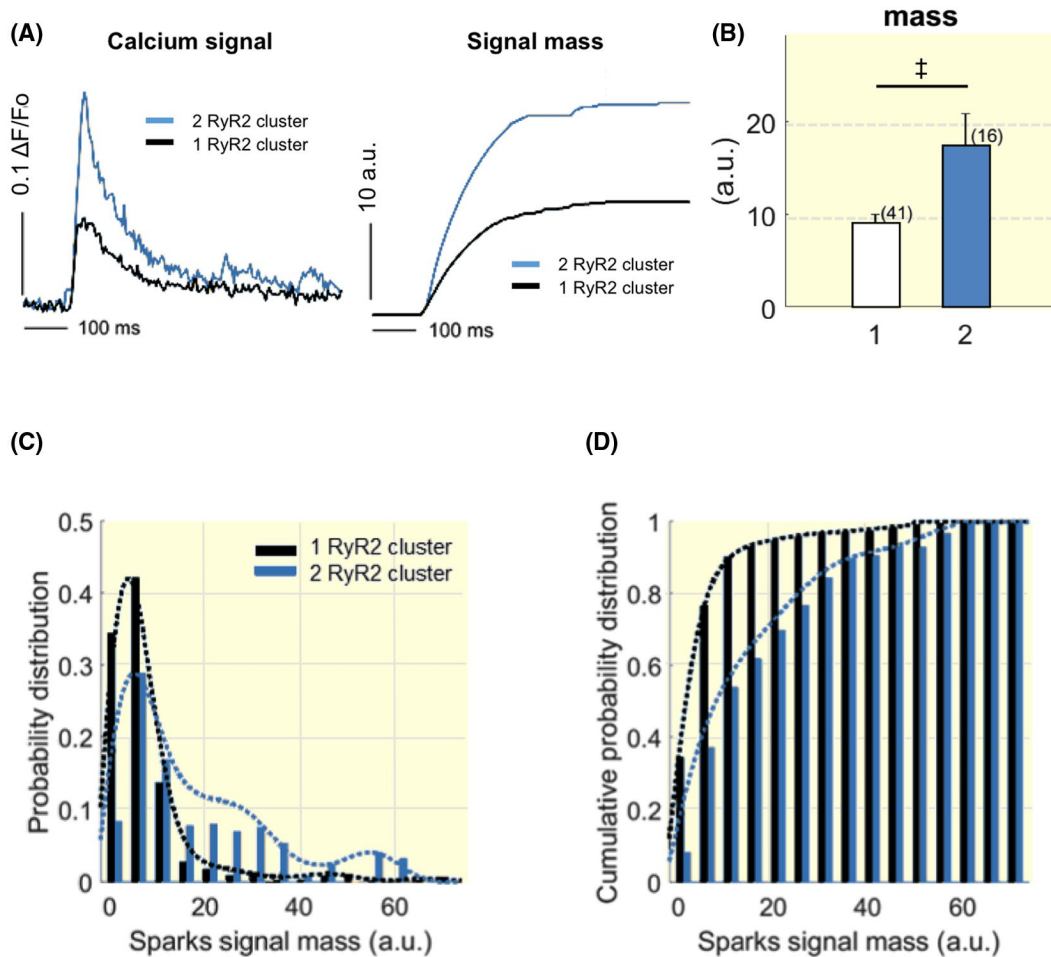 (A)
Calcium signal
2 RyR2 cluster
1 RyR2 cluster
0.1 ΔF/Fo
100 ms
Signal mass
10 a.u.
2 RyR2 cluster
1 RyR2 cluster
100 ms
(B)
mass
‡
(a.u.)
20
10
0
(41)
(16)
1
2
(C)
Probability distribution
0.5
0.4
0.3
0.2
0.1
0
1 RyR2 cluster
2 RyR2 cluster
0
20
40
60
Sparks signal mass (a.u.)
(D)
Cumulative probability distribution
1
0.8
0.6
0.4
0.2
0
0
20
40
60
Sparks signal mass (a.u.)